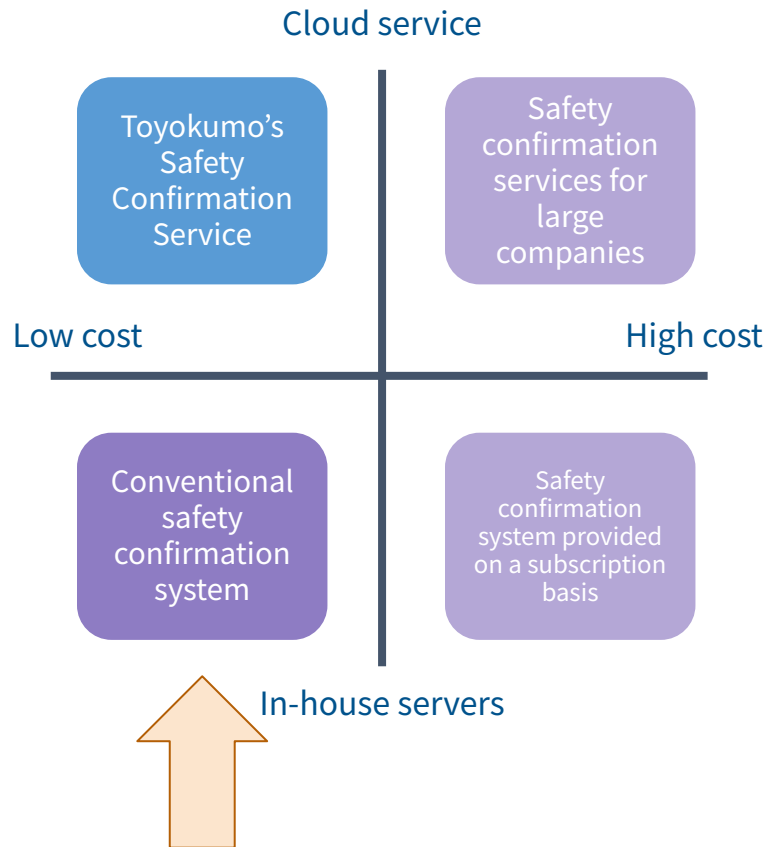 Cloud service
Toyokumo’s
Safety
Confirmation
Service
Safety
confirmation
services for
large
companies
Low cost
High cost
Conventional
safety
confirmation
system
Safety
confirmation
system provided
on a subscription
basis
In-house servers